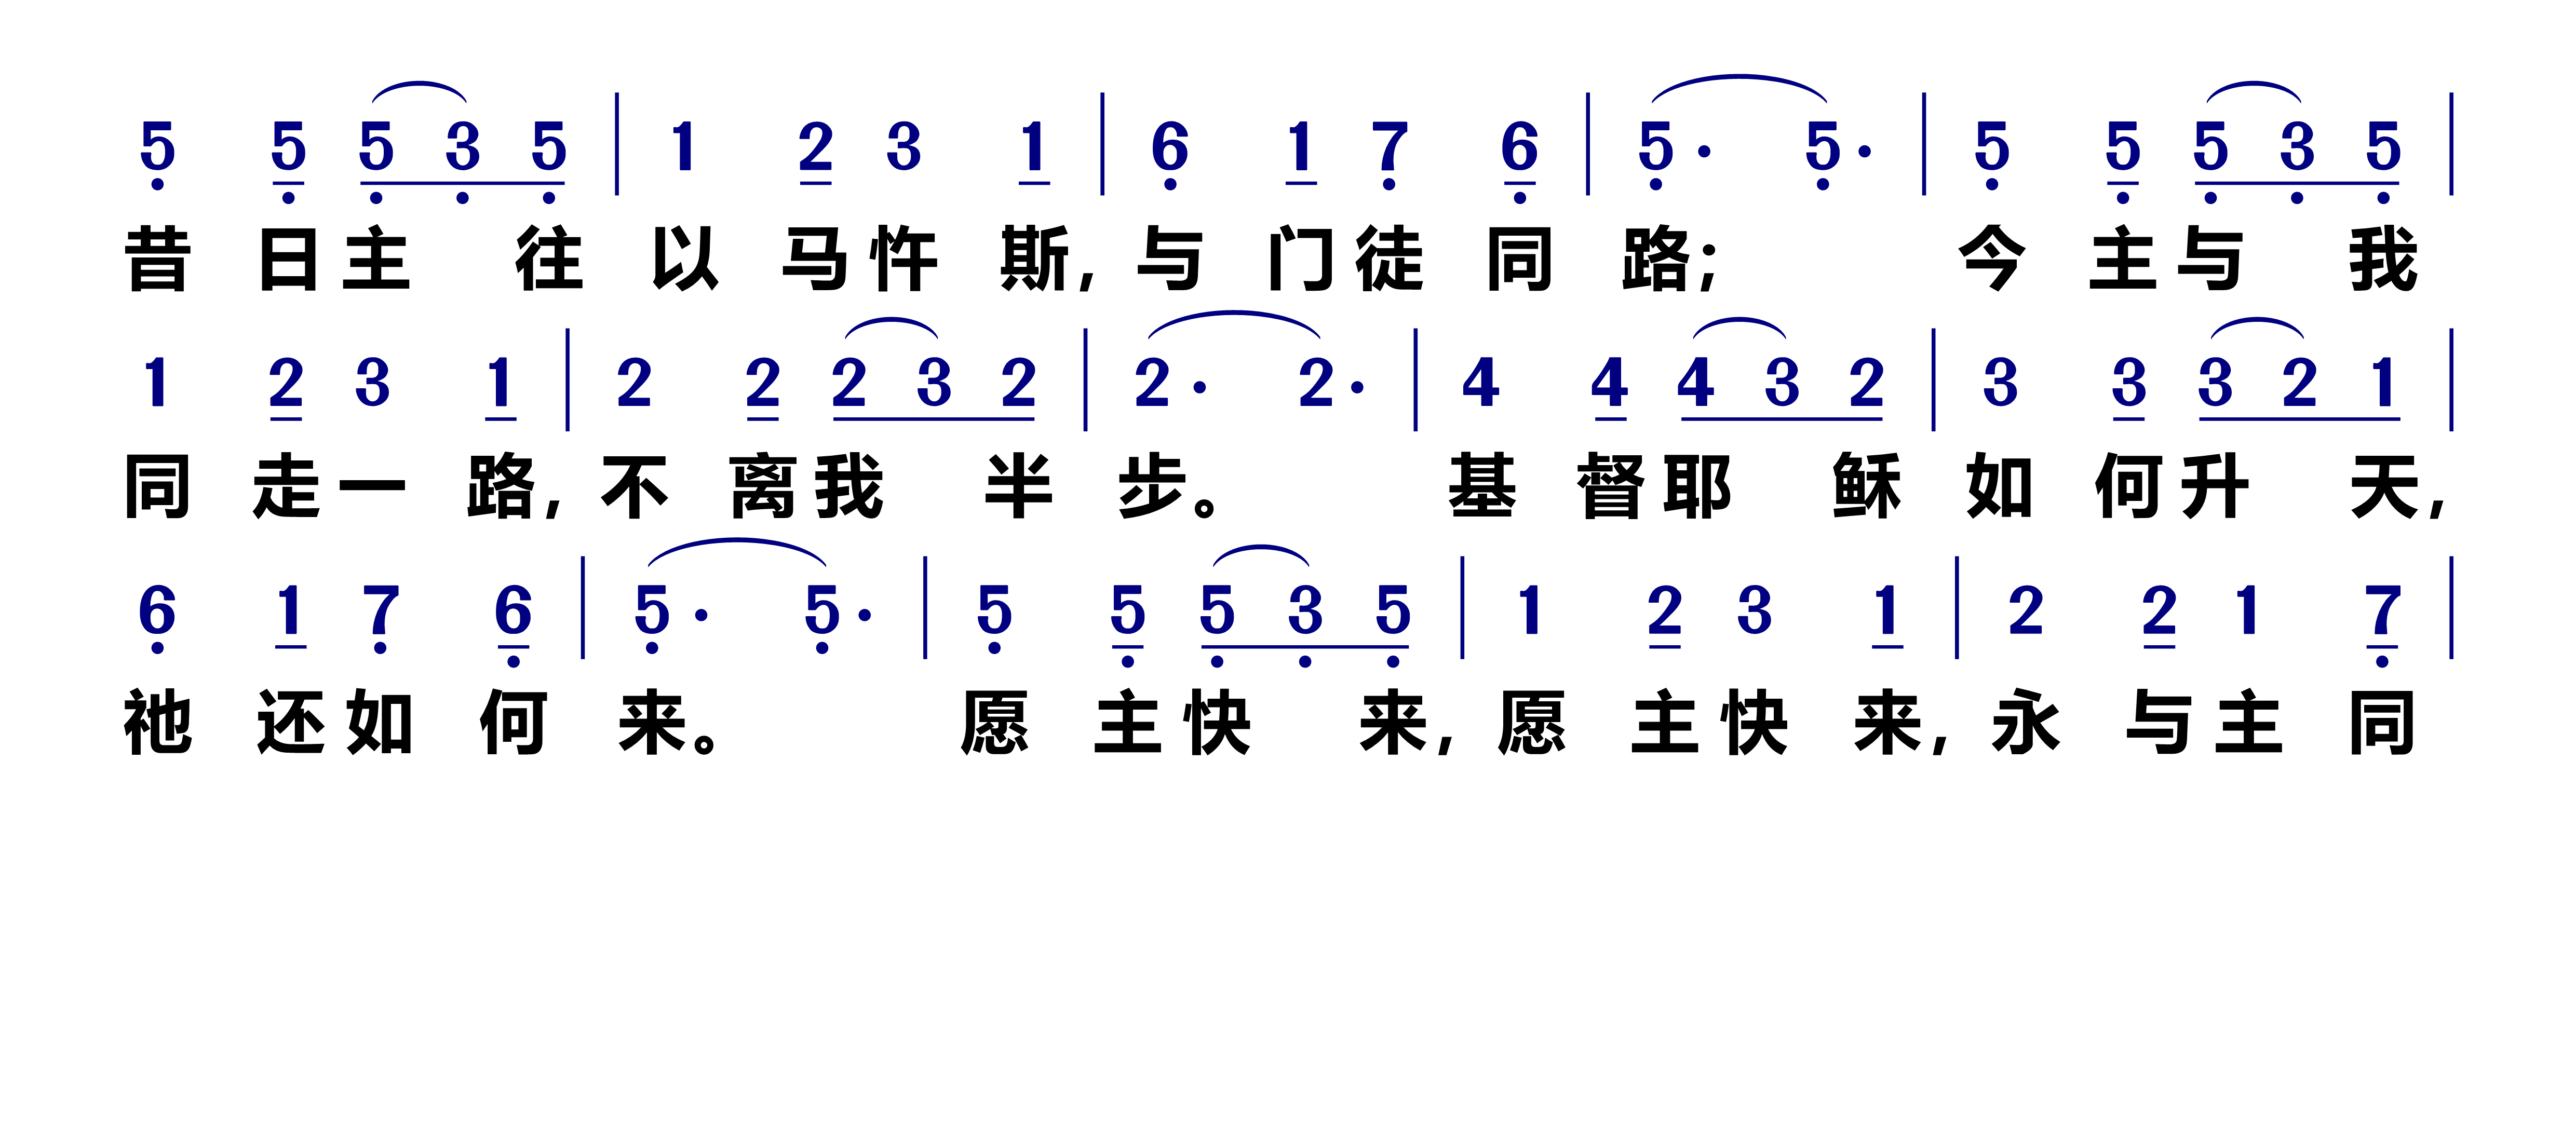 5 5 5 3 5 | 1 2 3 1 | 6 1 7 6 | 5 · 5 · | 5 5 5 3 5 |
昔日主往以马忤斯,与门徒同路;今主与我
1 2 3 1 | 2 2 2 3 2 | 2 · 2 · | 4 4 4 3 2 | 3 3 3 2 1 |
同走一路,不离我半步。基督耶稣如何升天,
6 1 7 6 | 5 · 5 · | 5 5 5 3 5 | 1 2 3 1 | 2 2 1 7 |
祂还如何来。愿主快来,愿主快来,永与主同